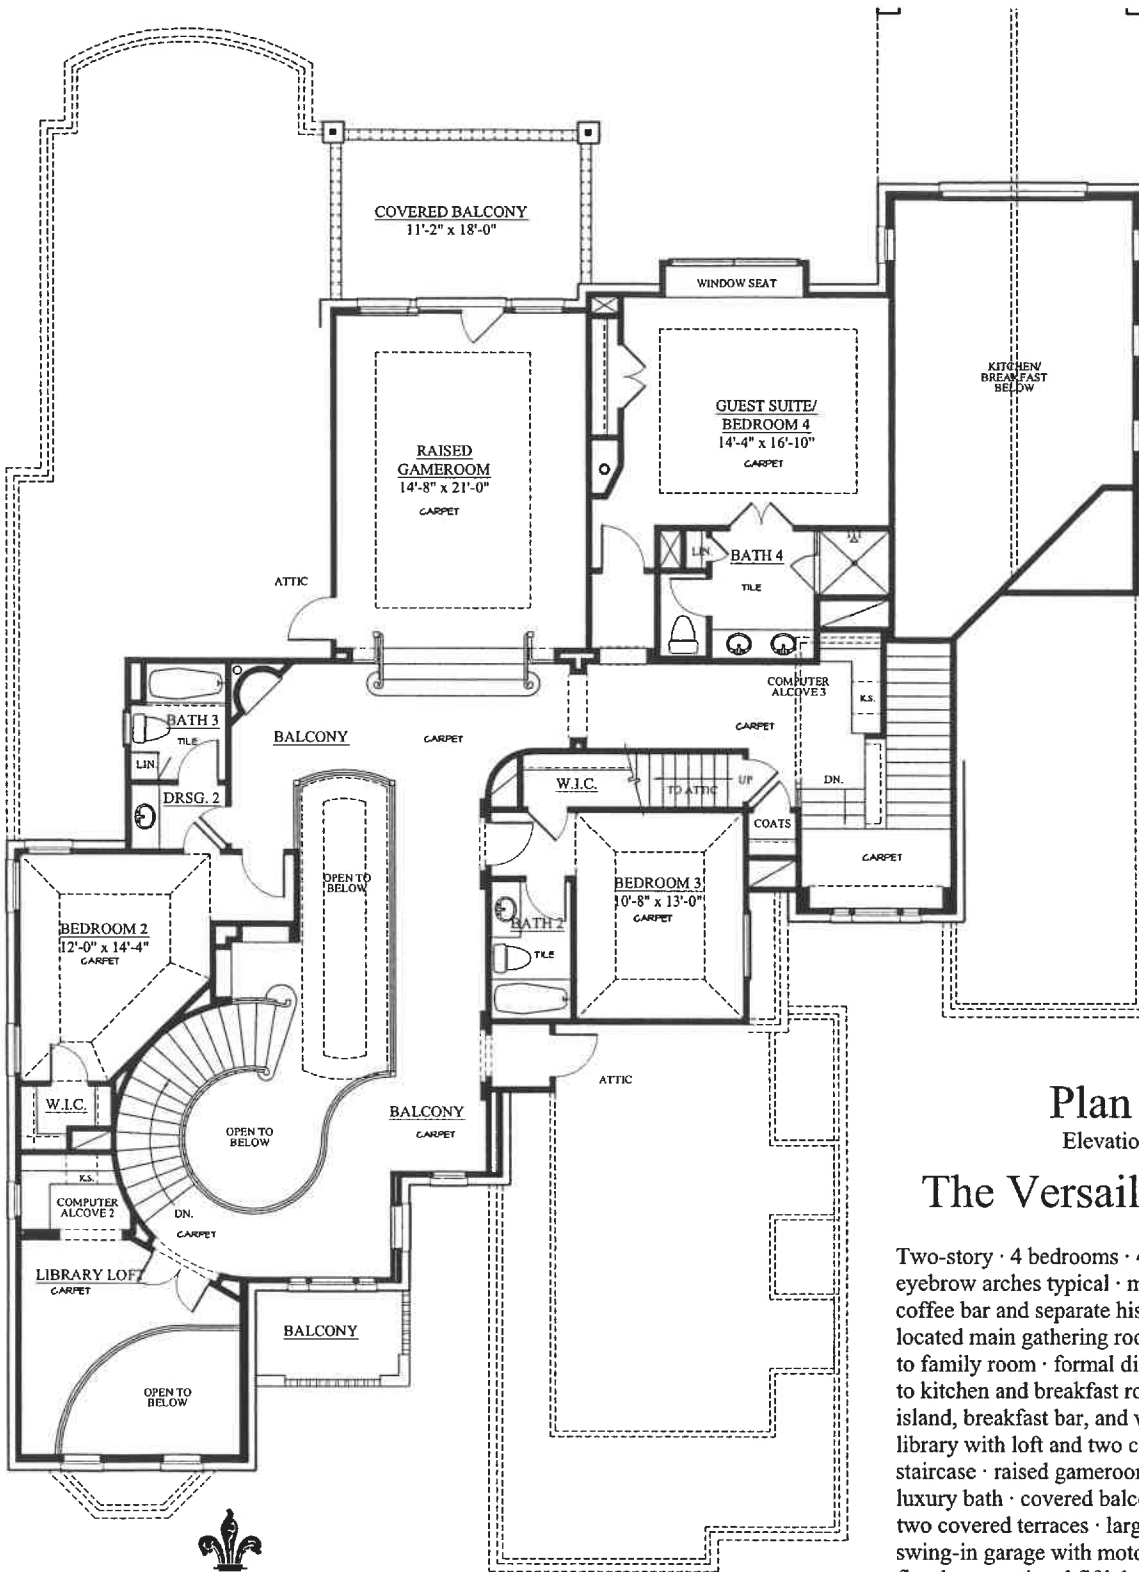 COVERED BALCONY
11'-2" x 18'-0"
WINDOW SEAT
KITCHEN/
BREAKFAST
BELOW
GUEST SUITE/
BEDROOM 4
14'-4" x 16'-10"
CARPET
RAISED
GAMEROOM
14'-8" x 21'-0"
CARPET
LIN.
BATH 4
TILE
ATTIC
COMPUTER
ALCOVE 3
K.S.
BATH 3
TILE
LIN.
BALCONY
CARPET
CARPET
DRSG. 2
W.I.C.
TO ATTIC
UP
DN.
COATS
CARPET
OPEN TO
BELOW
BEDROOM 3
10'-8" x 13'-0"
CARPET
BEDROOM 2
12'-0" x 14'-4"
CARPET
BATH 2
TILE
ATTIC
W.I.C.
BALCONY
CARPET
OPEN TO
BELOW
K.S.
COMPUTER
ALCOVE 2
DN.
CARPET
LIBRARY LOFT
CARPET
BALCONY
OPEN TO
BELOW
Plan
Elevatio
The Versail
Two-story · 4 bedrooms · 4
eyebrow arches typical · m
coffee bar and separate his
located main gathering roo
to family room · formal di
to kitchen and breakfast ro
island, breakfast bar, and v
library with loft and two c
staircase · raised gameroon
luxury bath · covered balco
two covered terraces · larg
swing-in garage with moto